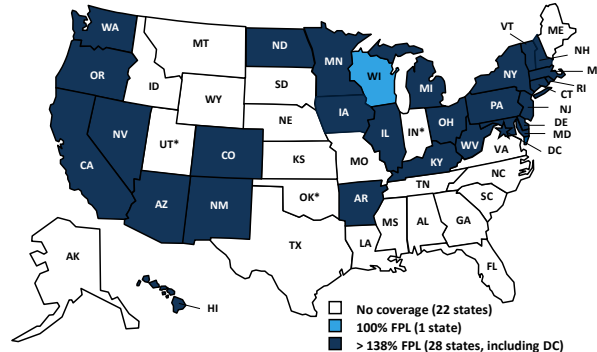 WA
VT
ME
MT
ND
NH
MN
OR
ID
SD
WI
NY
M
MI
RI
WY
CT
IA
PA
NJ
NE
NV
OH
DE
UT*
IL
IN*
MD
CO
WV
CA
KS
MO
KY
VA
DC
NC
TN
AZ
NM
OK*
AR
SC
MS
AL
GA
TX
LA
AK
FL
HI
No coverage (22 states)
100% FPL (1 state)
> 138% FPL (28 states, including DC)